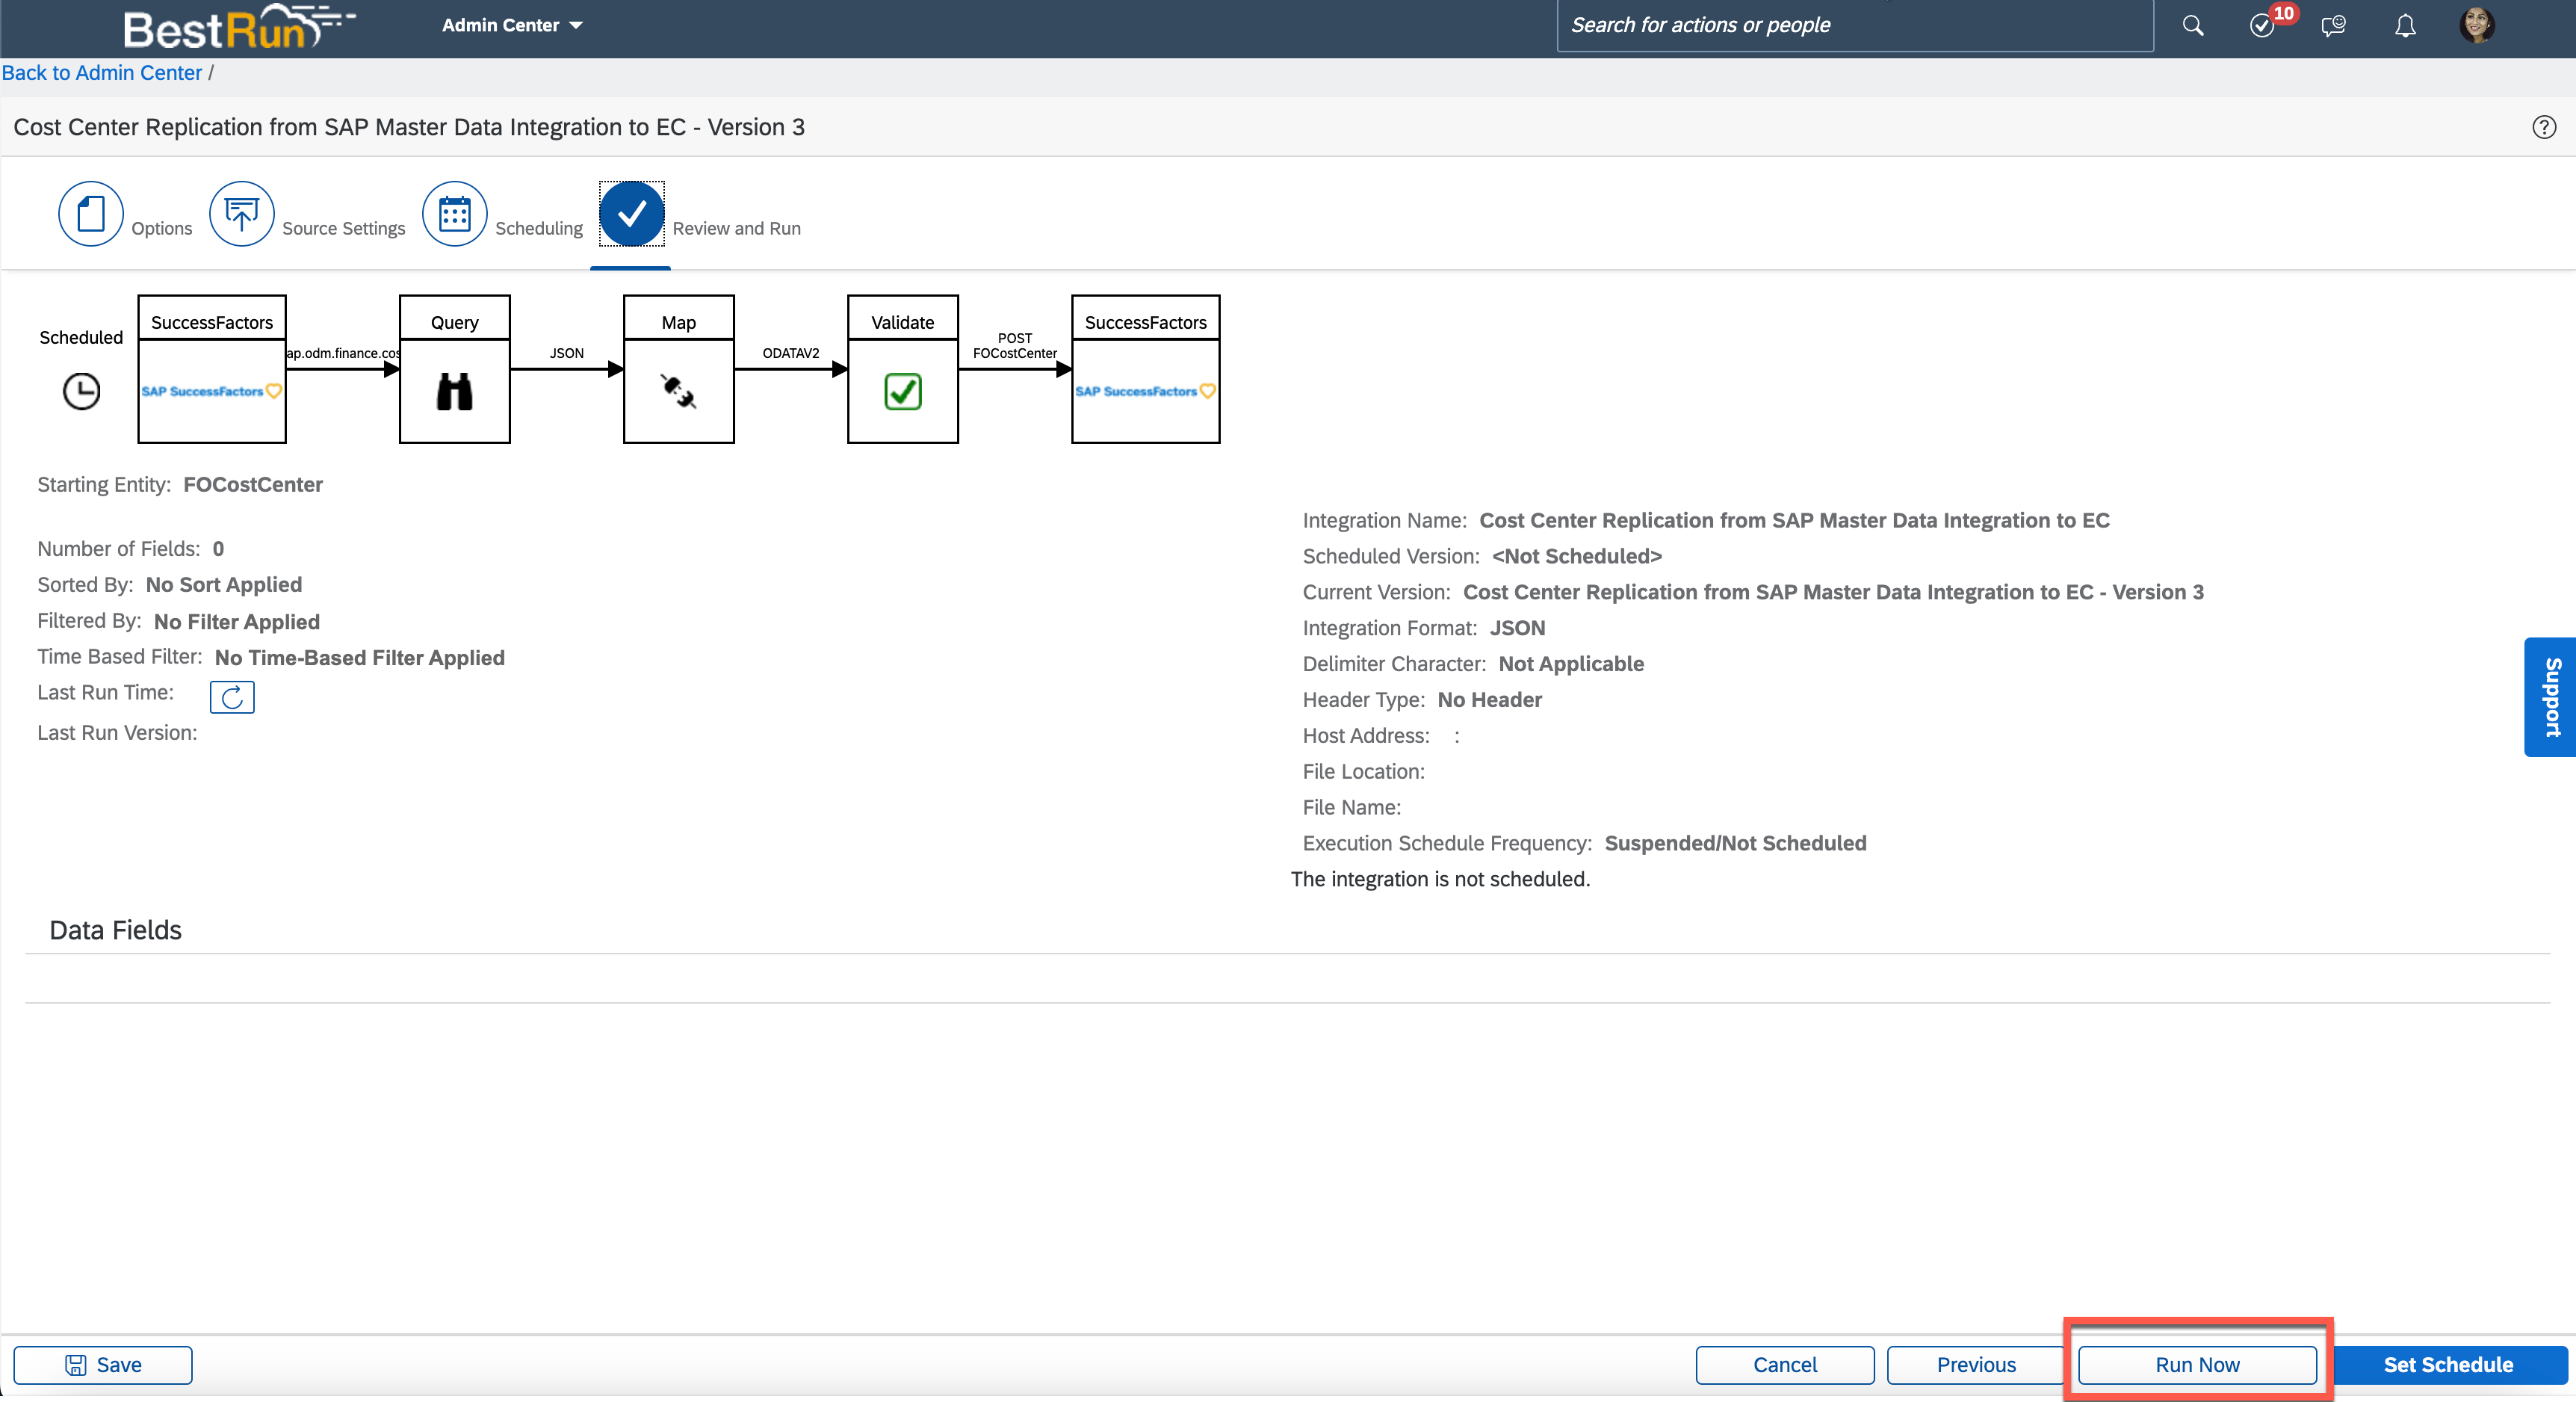 BestRun
Admin Center
Search for actions or people
10
Back to Admin Center /
Cost Center Replication from SAP Master Data Integration to EC - Version 3
Options
Source Settings
Scheduling
Review and Run
Scheduled
SuccessFactors
SAP SuccessFactors
ap.odm.finance.cos
Query
JSON
Map
ODATAV2
Validate
POST
FOCostCenter
SuccessFactors
SAP SuccessFactors
Starting Entity: FOCostCenter
Number of Fields: 0
Sorted By: No Sort Applied
Filtered By: No Filter Applied
Time Based Filter: No Time-Based Filter Applied
Last Run Time:
Last Run Version:
Integration Name: Cost Center Replication from SAP Master Data Integration to EC
Scheduled Version: <Not Scheduled>
Current Version: Cost Center Replication from SAP Master Data Integration to EC - Version 3
Integration Format: JSON
Delimiter Character: Not Applicable
Header Type: No Header
Host Address: :
File Location:
File Name:
Execution Schedule Frequency: Suspended/Not Scheduled
The integration is not scheduled.
Support
Data Fields
Save
Cancel
Previous
Run Now
Set Schedule